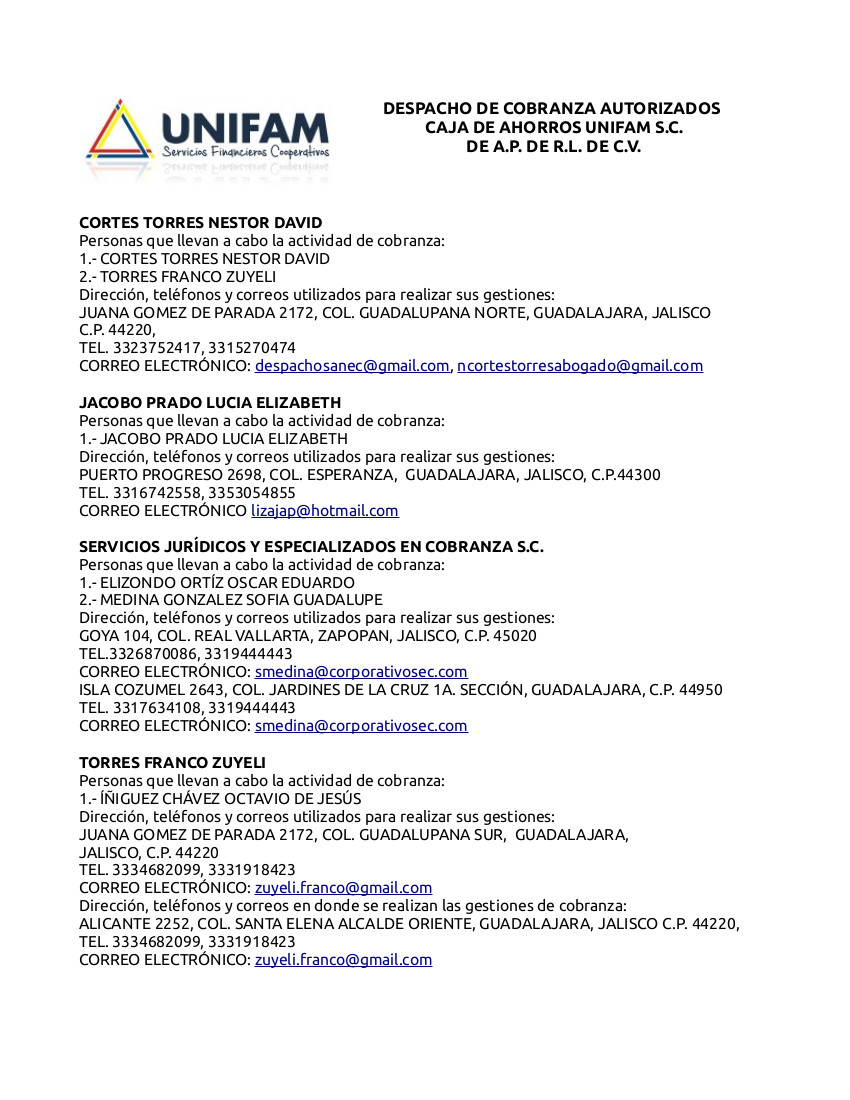 UNIFAM
Servicios Financieros Cooperativos
DESPACHO DE COBRANZA AUTORIZADOS
CAJA DE AHORROS UNIFAM S.C.
DE A.P. DE R.L. DE C.V.
CORTES TORRES NESTOR DAVID
Personas que llevan a cabo la actividad de cobranza:
1.- CORTES TORRES NESTOR DAVID
2.- TORRES FRANCO ZUYELI
Dirección, teléfonos y correos utilizados para realizar sus gestiones:
JUANA GOMEZ DE PARADA 2172, COL. GUADALUPANA NORTE, GUADALAJARA, JALISCO
C.P. 44220,
TEL. 3323752417, 3315270474
CORREO ELECTRÓNICO: despachosanec@gmail.com, ncortestorresabogado@gmail.com
JACOBO PRADO LUCIA ELIZABETH
Personas que llevan a cabo la actividad de cobranza:
1.- JACOBO PRADO LUCIA ELIZABETH
Dirección, teléfonos y correos utilizados para realizar sus gestiones:
PUERTO PROGRESO 2698, COL. ESPERANZA,  GUADALAJARA, JALISCO, C.P.44300
TEL. 3316742558, 3353054855
CORREO ELECTRÓNICO lizajap@hotmail.com
SERVICIOS JURÍDICOS Y ESPECIALIZADOS EN COBRANZA S.C.
Personas que llevan a cabo la actividad de cobranza:
1.- ELIZONDO ORTÍZ OSCAR EDUARDO
2.- MEDINA GONZALEZ SOFIA GUADALUPE
Dirección, teléfonos y correos utilizados para realizar sus gestiones:
GOYA 104, COL. REAL VALLARTA, ZAPOPAN, JALISCO, C.P. 45020
TEL.3326870086, 3319444443
CORREO ELECTRÓNICO: smedina@corporativosec.com
ISLA COZUMEL 2643, COL. JARDINES DE LA CRUZ 1A. SECCIÓN, GUADALAJARA, C.P. 44950
TEL. 3317634108, 3319444443
CORREO ELECTRÓNICO: smedina@corporativosec.com
TORRES FRANCO ZUYELI
Personas que llevan a cabo la actividad de cobranza:
1.- ÍÑIGUEZ CHÁVEZ OCTAVIO DE JESÚS
Dirección, teléfonos y correos utilizados para realizar sus gestiones:
JUANA GOMEZ DE PARADA 2172, COL. GUADALUPANA SUR,  GUADALAJARA,
JALISCO, C.P. 44220
TEL. 3334682099, 3331918423
CORREO ELECTRÓNICO: zuyeli.franco@gmail.com
Dirección, teléfonos y correos en donde se realizan las gestiones de cobranza:
ALICANTE 2252, COL. SANTA ELENA ALCALDE ORIENTE, GUADALAJARA, JALISCO C.P. 44220,
TEL. 3334682099, 3331918423
CORREO ELECTRÓNICO: zuyeli.franco@gmail.com